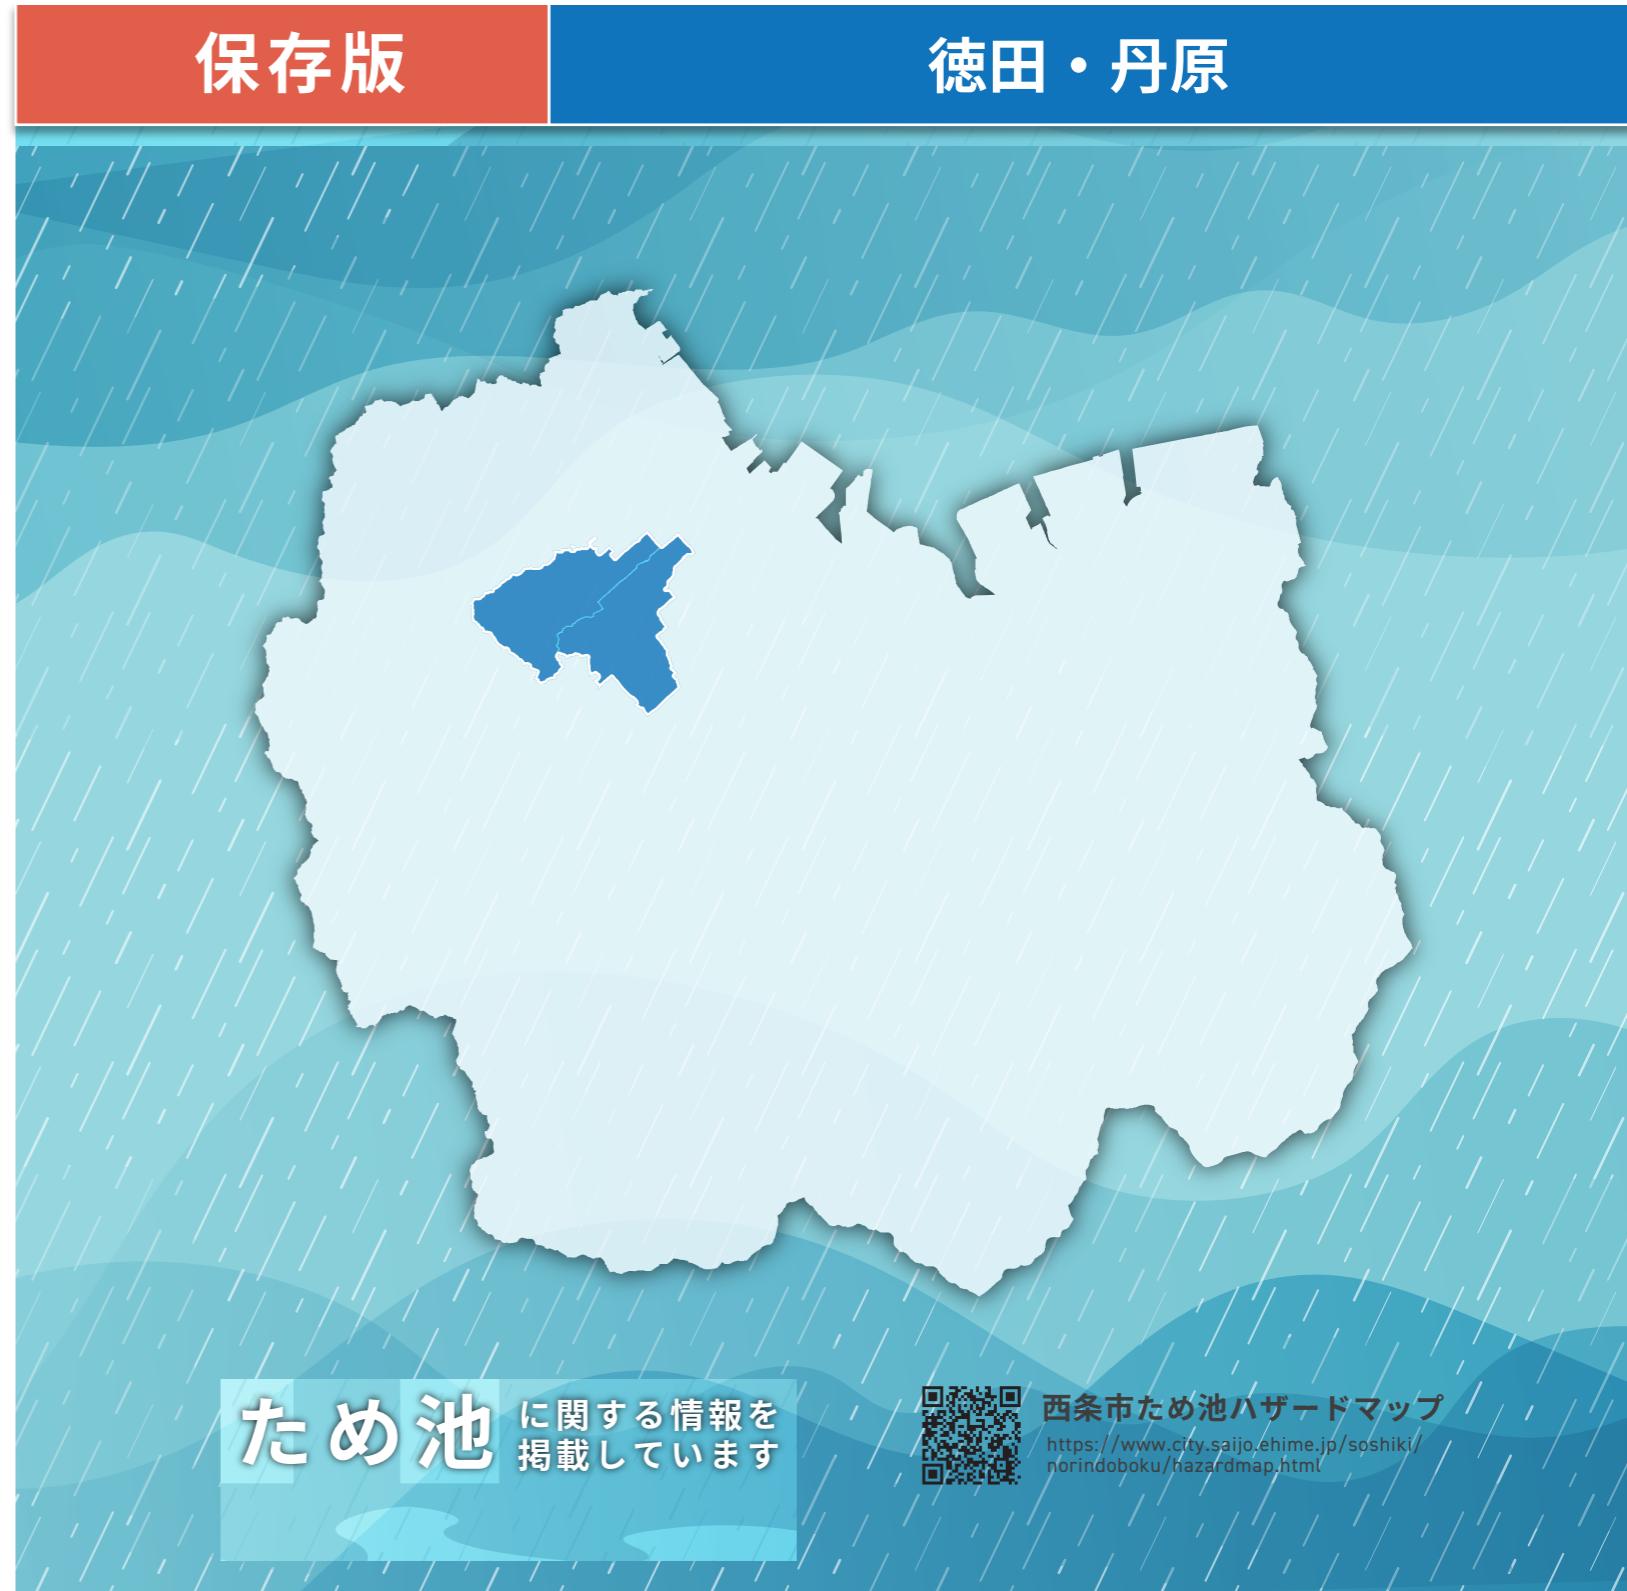 保存版
徳田・丹原
ため池
に関する情報を
掲載しています
西条市ため池ハザードマップ
https://www.city.saijo.ehime.jp/soshiki/
norindoboku/hazardmap.html